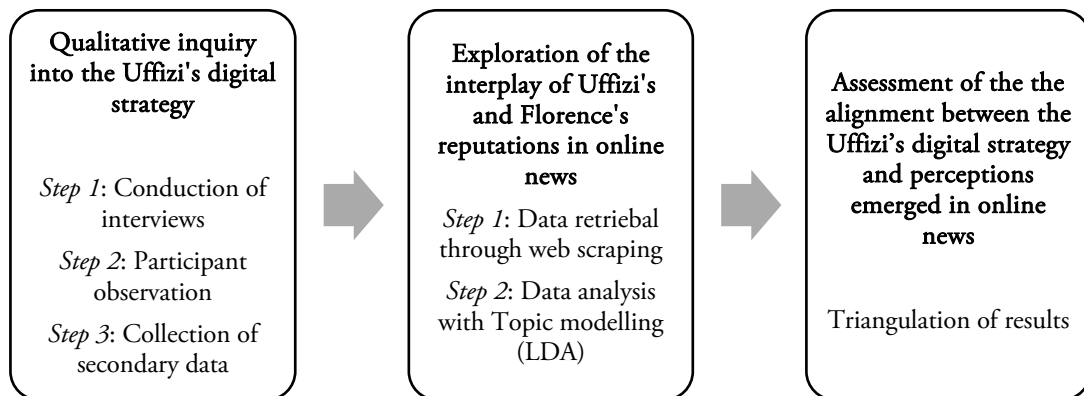 Qualitative inquiry
into the Uffizi's digital
strategy
Step 1: Conduction of
interviews
Step 2: Participant
observation
Step 3: Collection of
secondary data
Exploration of the
interplay of Uffizi's
and Florence's
reputations in online
news
Step 1: Data retriebal
through web scraping
Step 2: Data analysis
with Topic modelling
(LDA)
Assessment of the the
alignment between the
Uffizi’s digital strategy
and perceptions
emerged in online
news
Triangulation of results